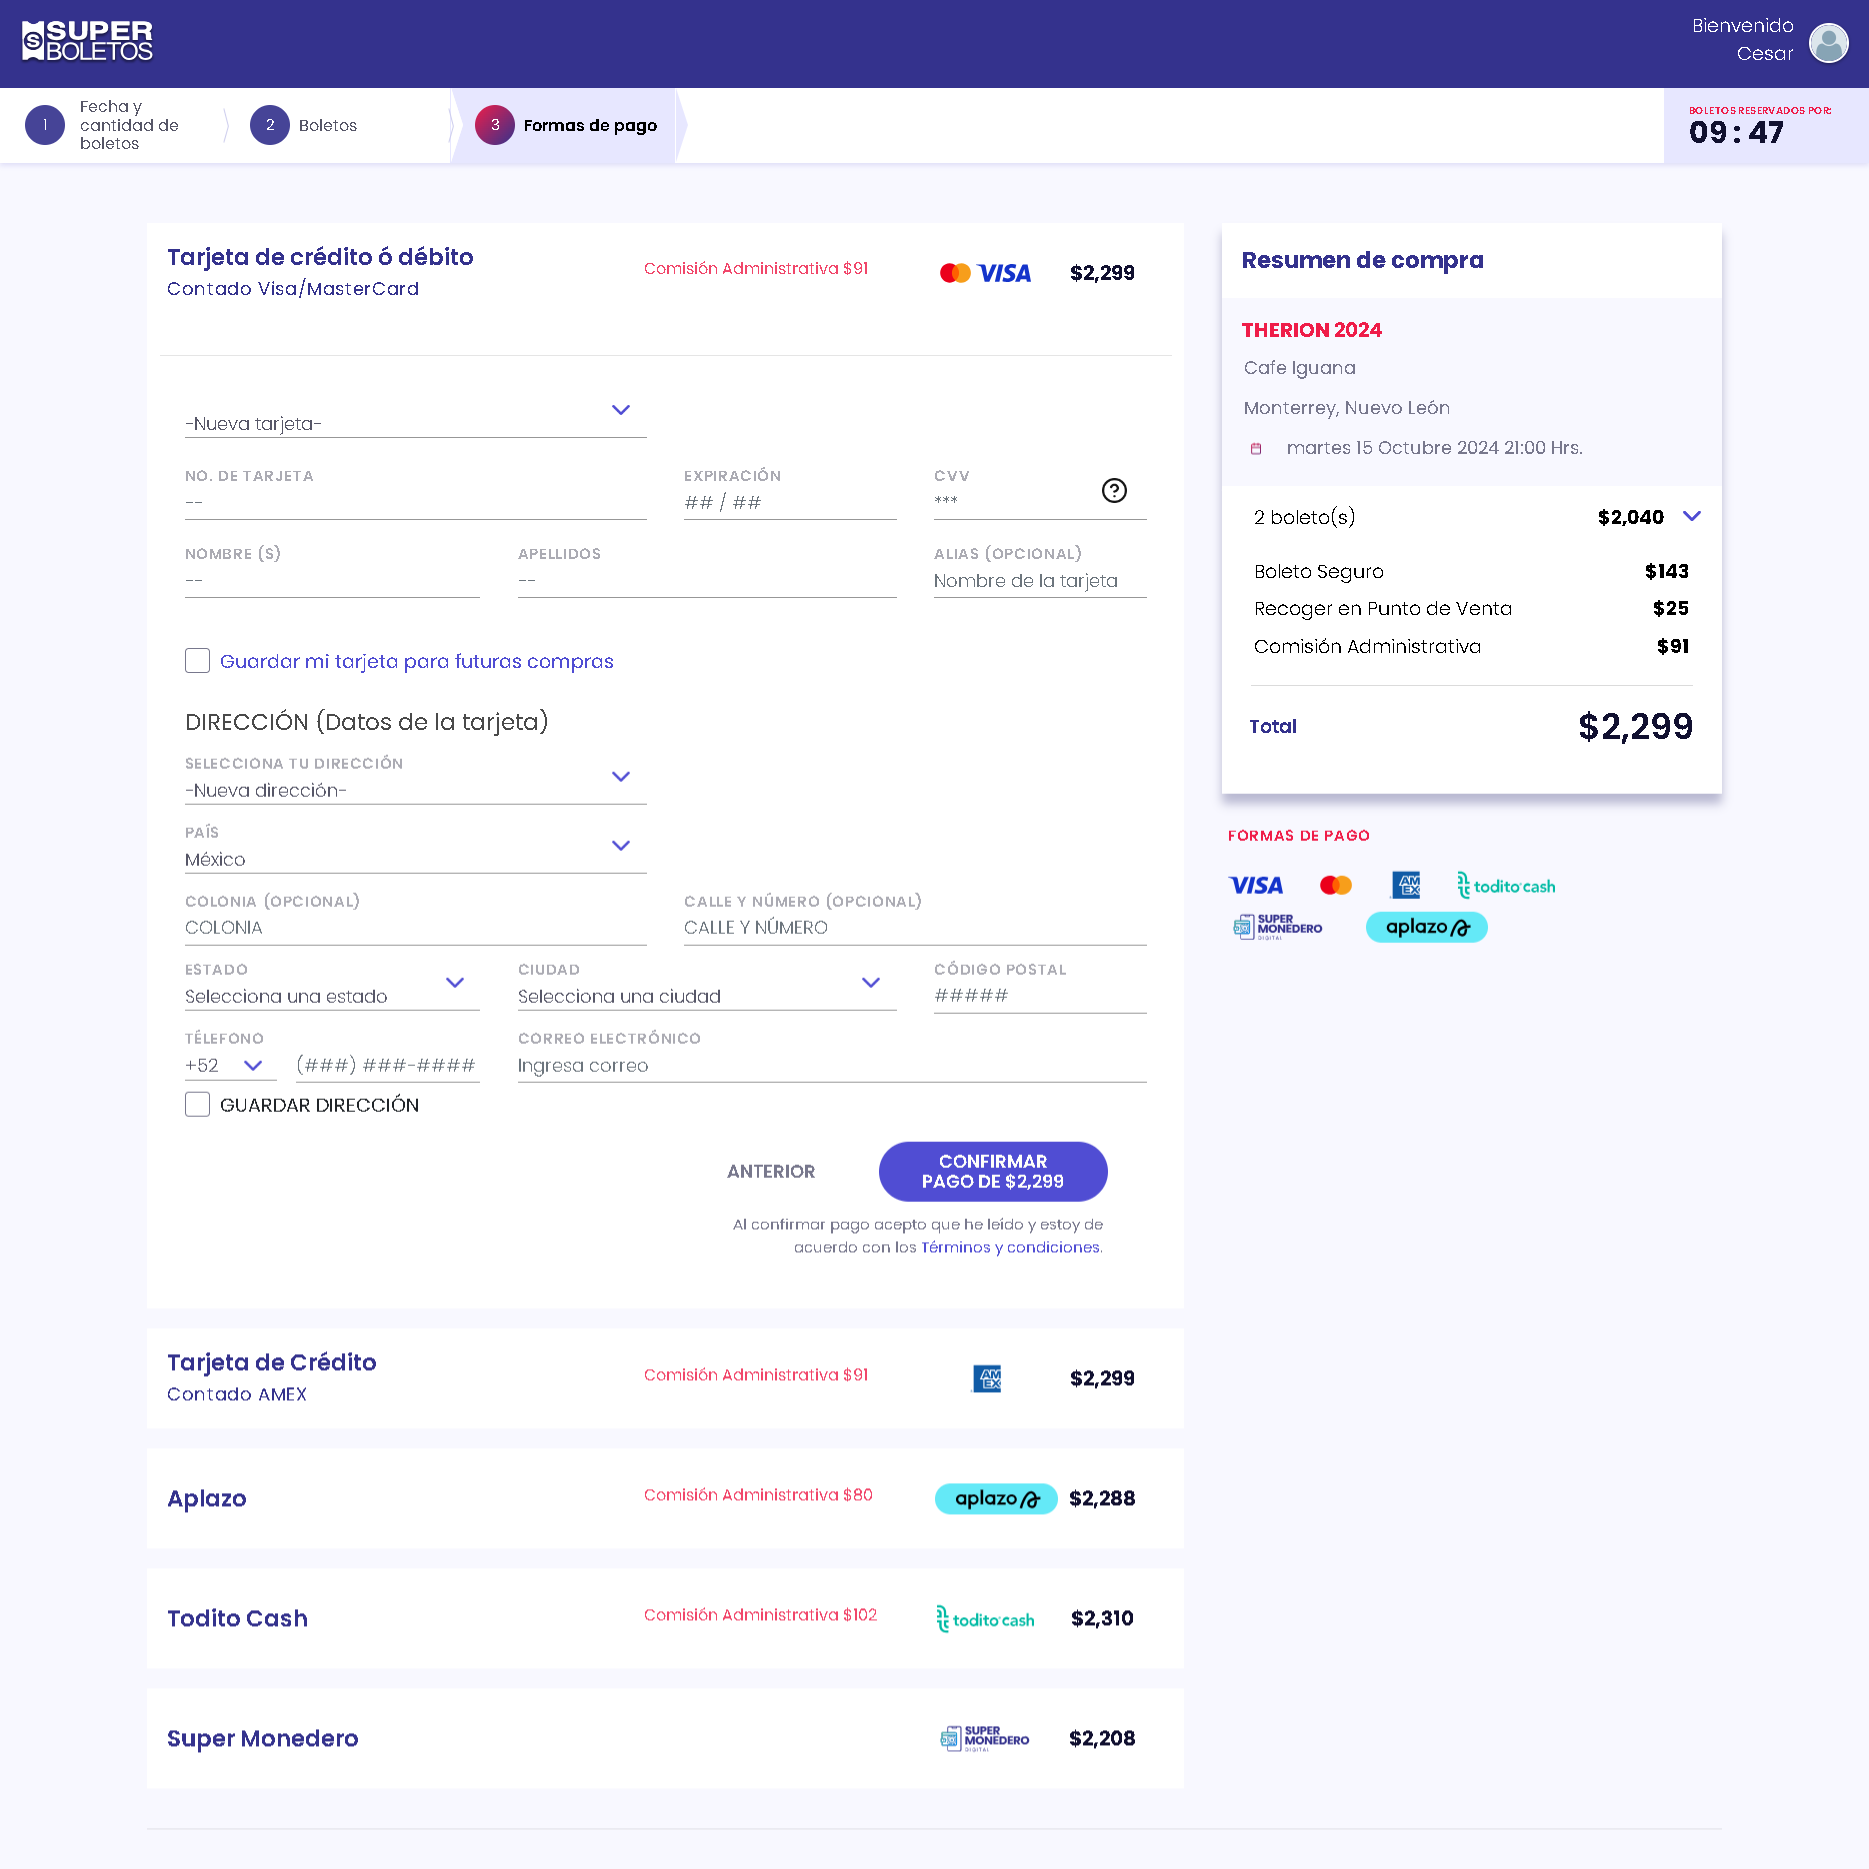 SUPER
BOLETOS
Bienvenido
Cesar
1
Fecha y
cantidad de
boletos
2
Boletos
3
Formas de pago
BOLETOS RESERVADOS POR:
09 : 47
Tarjeta de crédito ó débito
Contado Visa/MasterCard
Comisión Administrativa $91
VISA
$2,299
-Nueva tarjeta-
NO. DE TARJETA
EXPIRACIÓN
CVV
--
## / ##
***
?
NOMBRE (S)
APELLIDOS
ALIAS (OPCIONAL)
--
--
Nombre de la tarjeta
Guardar mi tarjeta para futuras compras
DIRECCIÓN (Datos de la tarjeta)
SELECCIONA TU DIRECCIÓN
-Nueva dirección-
PAÍS
México
COLONIA (OPCIONAL)
CALLE Y NÚMERO (OPCIONAL)
COLONIA
CALLE Y NÚMERO
ESTADO
CIUDAD
CÓDIGO POSTAL
Selecciona una estado
Selecciona una ciudad
#####
TÉLEFONO
CORREO ELECTRÓNICO
+52
(###) ###-####
Ingresa correo
GUARDAR DIRECCIÓN
ANTERIOR
CONFIRMAR
PAGO DE $2,299
Al confirmar pago acepto que he leído y estoy de
acuerdo con los Términos y condiciones.
Tarjeta de Crédito
Contado AMEX
Comisión Administrativa $91
AM
EX
$2,299
Aplazo
Comisión Administrativa $80
aplazo
$2,288
Todito Cash
Comisión Administrativa $102
todito cash
$2,310
Super Monedero
SUPER
MONEDERO
DIGITAL
$2,208
Resumen de compra
THERION 2024
Cafe Iguana
Monterrey, Nuevo León
martes 15 Octubre 2024 21:00 Hrs.
2 boleto(s)
$2,040
Boleto Seguro
$143
Recoger en Punto de Venta
$25
Comisión Administrativa
$91
Total
$2,299
FORMAS DE PAGO
VISA
AM
EX
todito cash
SUPER
MONEDERO
DIGITAL
aplazo